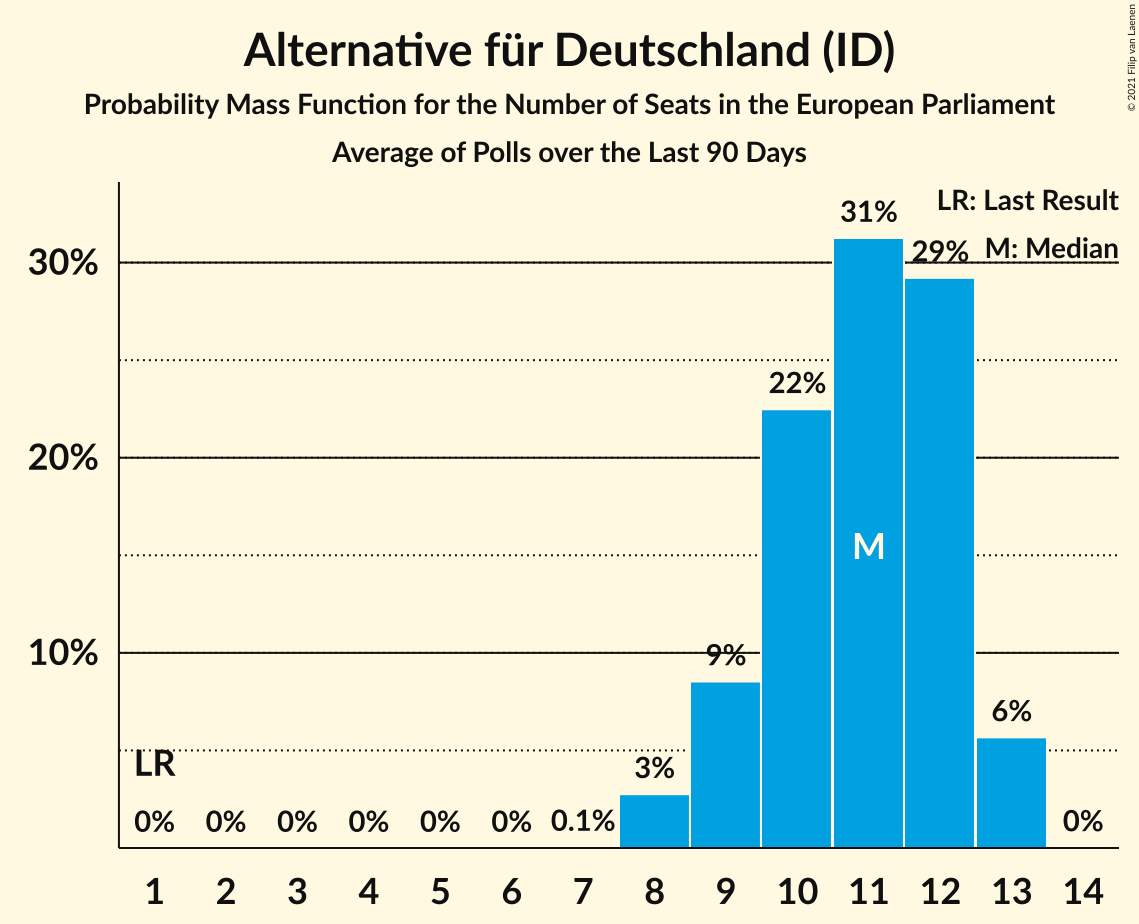 Alternative für Deutschland (ID)
Probability Mass Function for the Number of Seats in the European Parliament
Average of Polls over the Last 90 Days
© 2021 Filip van Laenen
LR: Last Result
M: Median
30%
20%
10%
LR
0% 0% 0% 0% 0% 0% 0.1% 3% 9% 22% 31% 29% 6% 0%
M
1 2 3 4 5 6 7 8 9 10 11 12 13 14